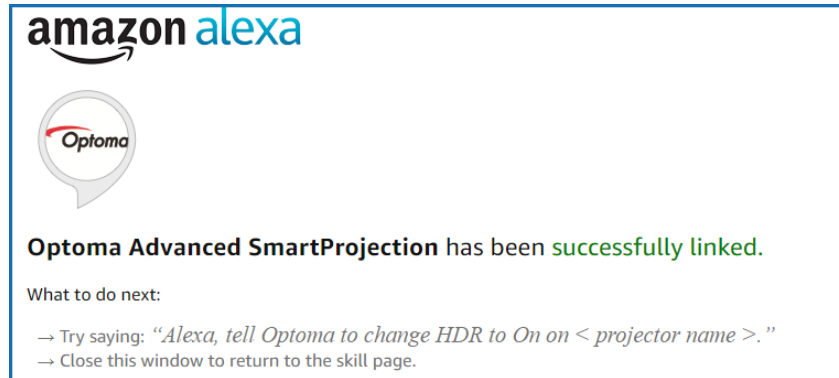 amazon alexa
Optoma
Optoma Advanced SmartProjection has been successfully linked.
What to do next:
→ Try saying: “Alexa, tell Optoma to change HDR to On on < projector name >.”
→ Close this window to return to the skill page.